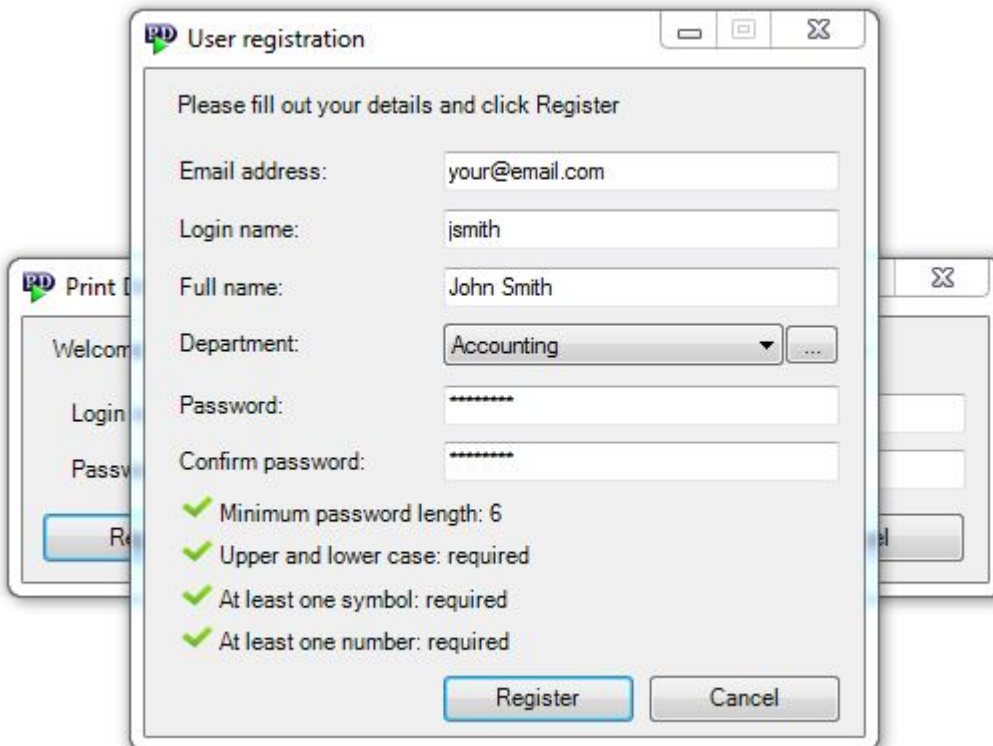 User registration
Please fill out your details and click Register
Email address: your@email.com
Login name: jsmith
Full name: John Smith
Department: Accounting ...
Password: ********
Confirm password: ********
Minimum password length: 6
Upper and lower case: required
At least one symbol: required
At least one number: required
Register Cancel
Print
Welcom
Login
Passw
Re el